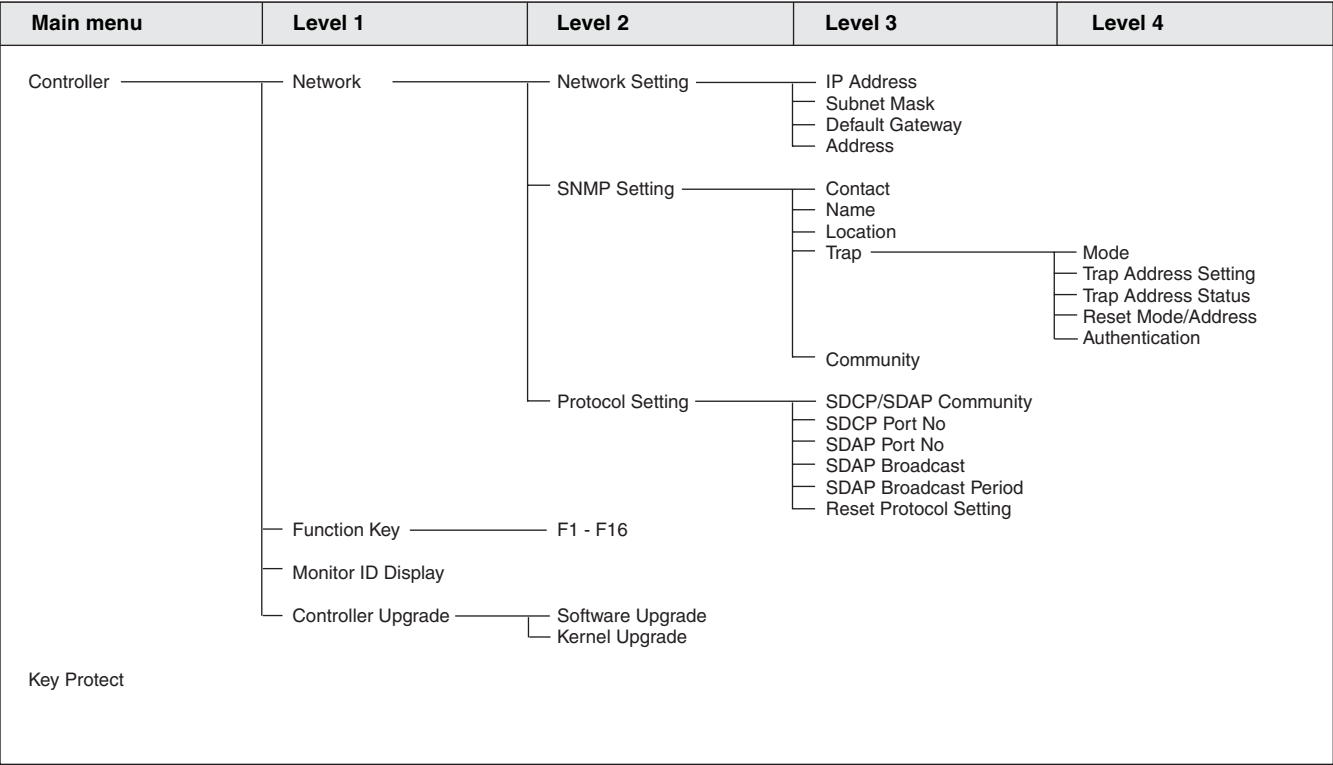 Main menu Level 1 Level 2 Level 3 Level 4
Controller Network Network Setting IP Address
Subnet Mask
Default Gateway
Address
SNMP Setting Contact
Name
Location
Trap Mode
Trap Address Setting
Trap Address Status
Reset Mode/Address
Authentication
Community
Protocol Setting SDCP/SDAP Community
SDCP Port No
SDAP Port No
SDAP Broadcast
SDAP Broadcast Period
Reset Protocol Setting
Function Key F1 - F16
Monitor ID Display
Controller Upgrade Software Upgrade
Kernel Upgrade
Key Protect